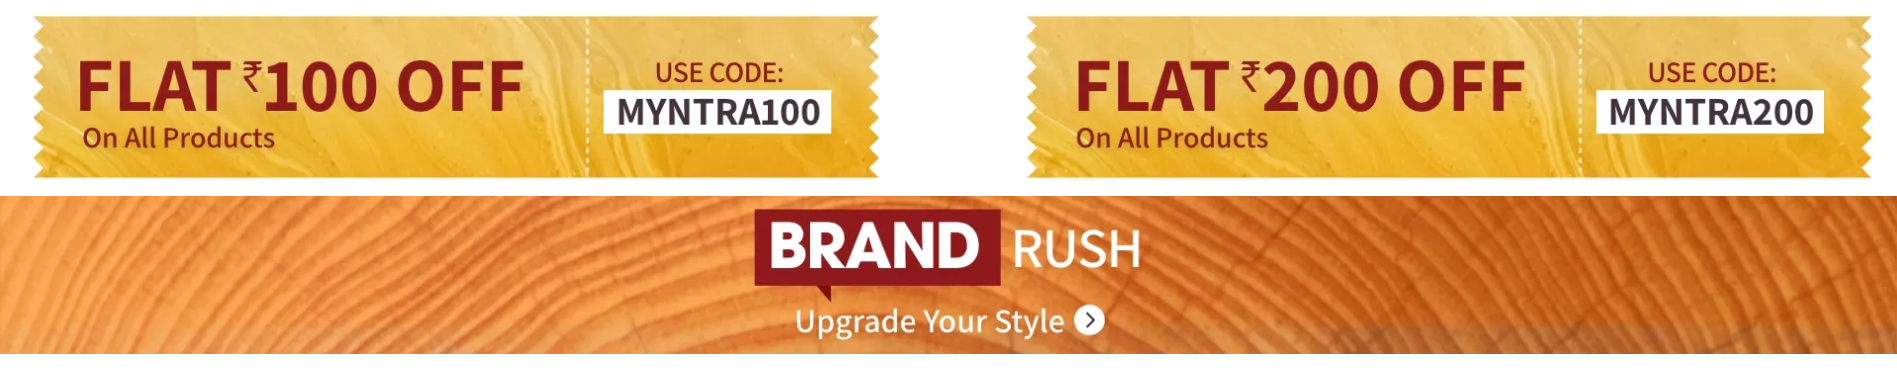 FLAT ₹100 OFF
On All Products
USE CODE:
MYNTRA100
FLAT ₹200 OFF
On All Products
USE CODE:
MYNTRA200
BRAND RUSH
Upgrade Your Style